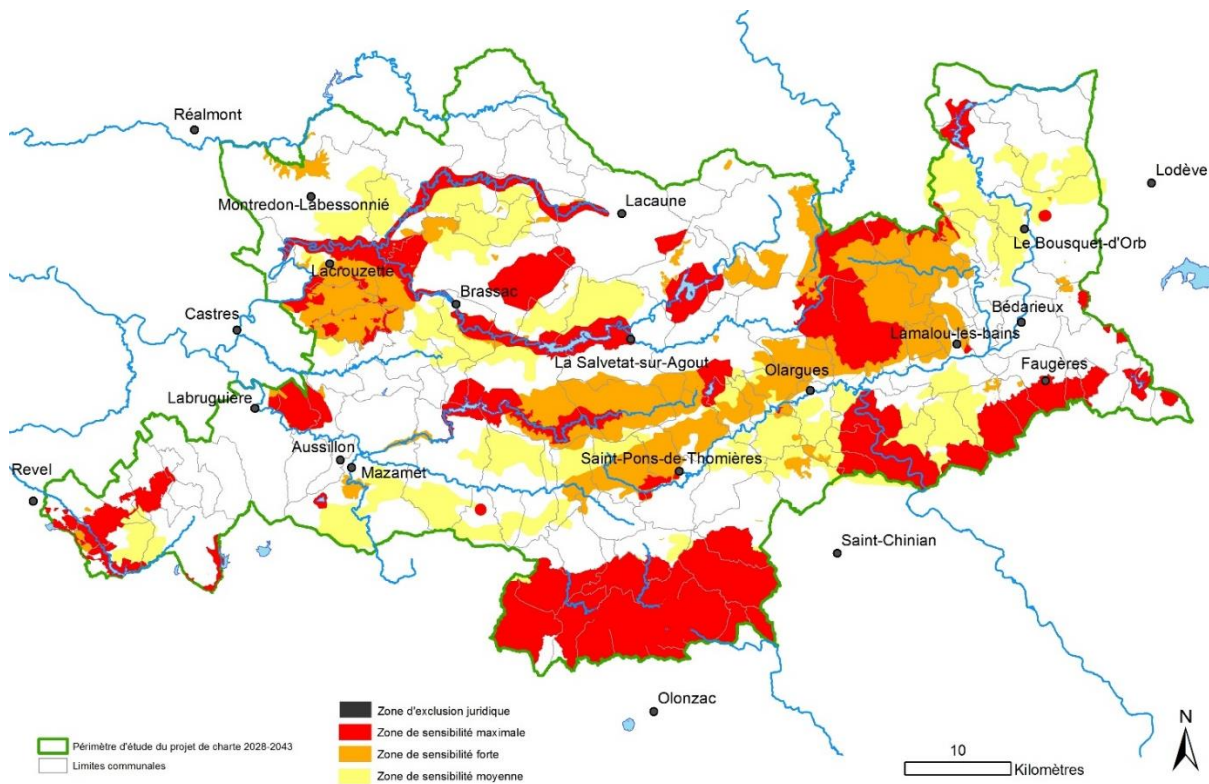 Réalmont
Lodève
Montredon-Labessonnié
Lacaune
Le Bousquet-d'Orb
Lacrouzette
Brassac
Castres
Bédarieux
Lamalou-les-bains
La Salvetat-sur-Agout
Faugères
Olargues
Labruguière
Aussillon
Mazamet
Saint-Pons-de-Thomières
Revel
Saint-Chinian
Olonzac
N
Zone d'exclusion juridique
Zone de sensibilité maximale
Périmètre d'étude du projet de charte 2028-2043
Zone de sensibilité forte
10
Limites communales
Zone de sensibilité moyenne
Kilomètres